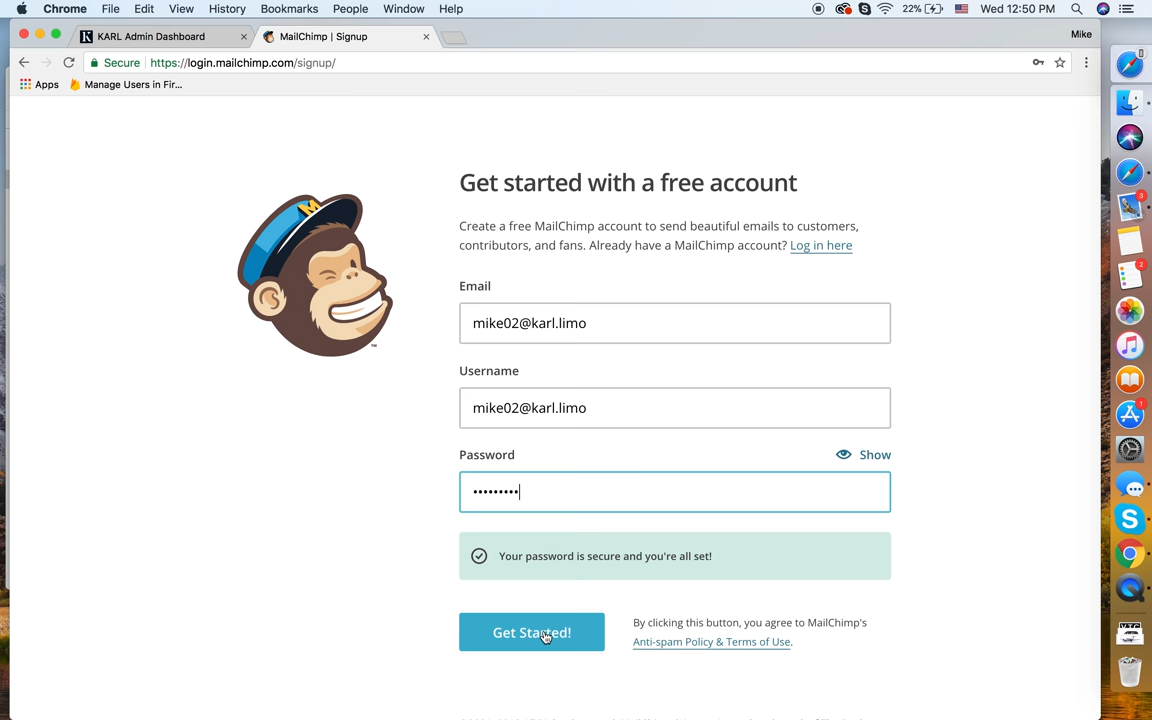 Chrome File Edit View History Bookmarks People Window Help 22% Wed 12:50 PM
KARL Admin Dashboard MailChimp | Signup Mike
Secure https://login.mailchimp.com/signup/
Apps Manage Users in Fir...
Get started with a free account
Create a free MailChimp account to send beautiful emails to customers,
contributors, and fans. Already have a MailChimp account? Log in here
Email
mike02@karl.limo
Username
mike02@karl.limo
Password Show
•••••••••
Your password is secure and you're all set!
Get Started! By clicking this button, you agree to MailChimp's
Anti-spam Policy & Terms of Use.